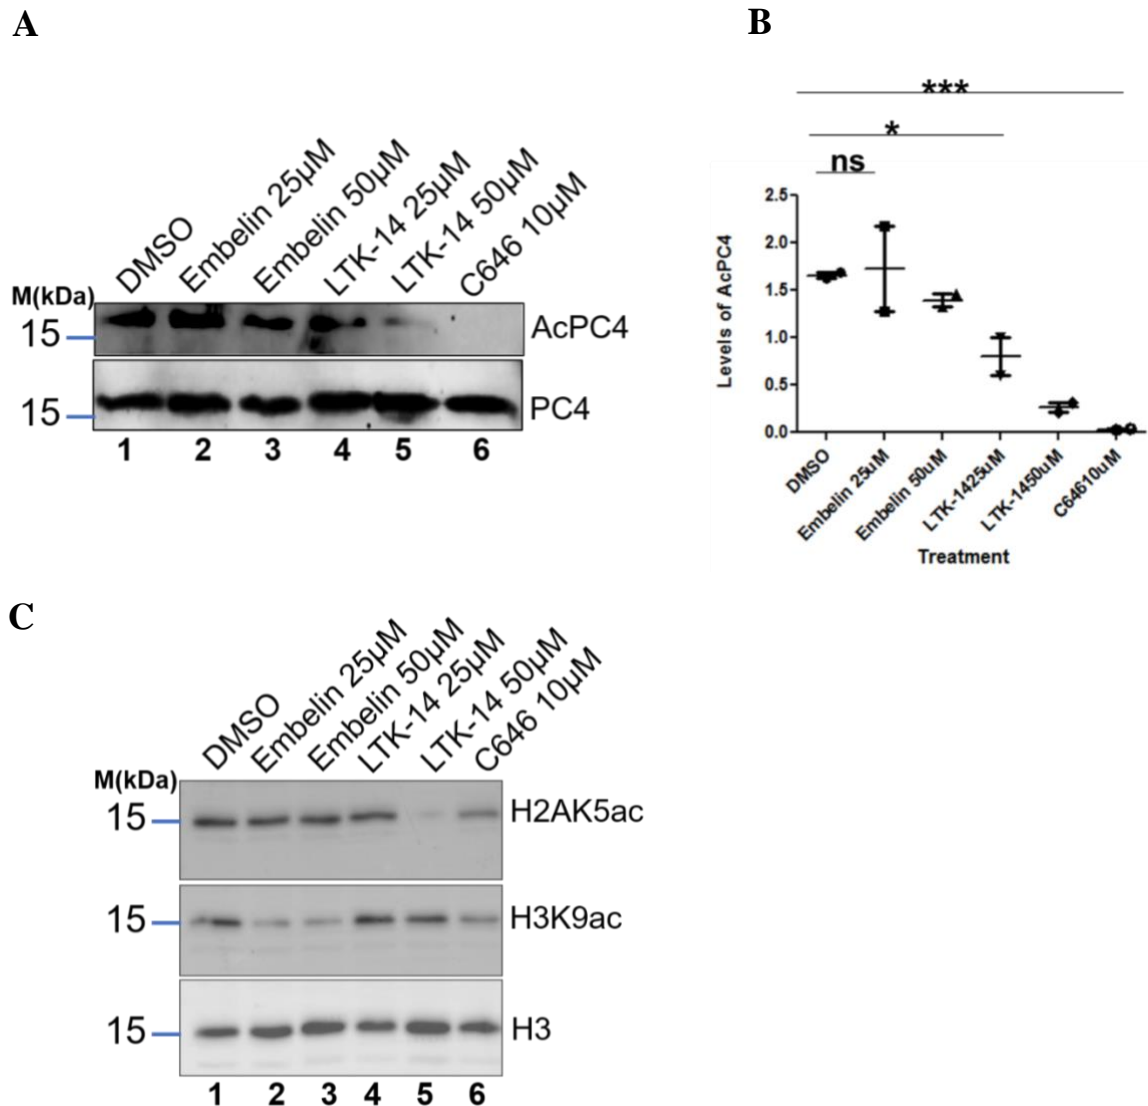 A
DMSO
Embelin 25µM
Embelin 50µM
LTK-14 25µM
LTK-14 50µM
C646 10µM
M(kDa)
15
AcPC4
15
PC4
1 2 3 4 5 6
B
***
*
ns
Levels of AcPC4
2.5
2.0
1.5
1.0
0.5
0.0
DMSO
Embelin 25uM
Embelin 50uM
LTK-1425uM
LTK-1450uM
C64610uM
Treatment
C
DMSO
Embelin 25µM
Embelin 50µM
LTK-14 25µM
LTK-14 50µM
C646 10µM
M(kDa)
15
H2AK5ac
15
H3K9ac
15
H3
1 2 3 4 5 6